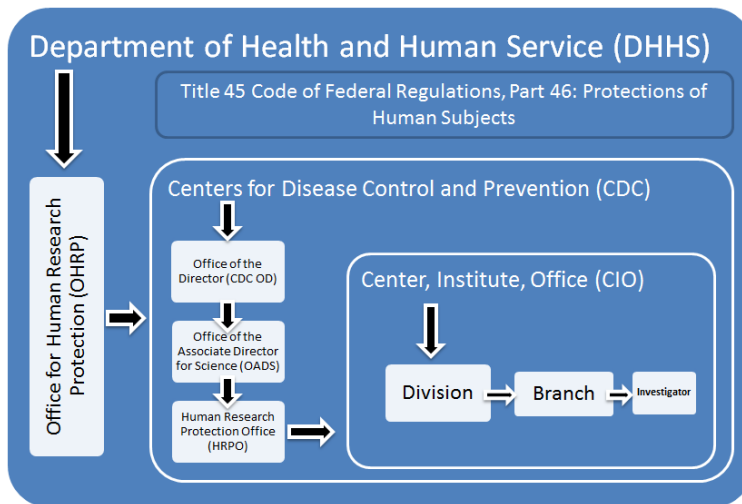 Department of Health and Human Service (DHHS)
Title 45 Code of Federal Regulations, Part 46: Protections of
Human Subjects
Office for Human Research
Protection (OHRP)
Centers for Disease Control and Prevention (CDC)
Office of the
Director (CDC OD)
Office of the
Associate Director
for Science (OADS)
Human Research
Protection Office
(HRPO)
Center, Institute, Office (CIO)
Division
Branch
Investigator